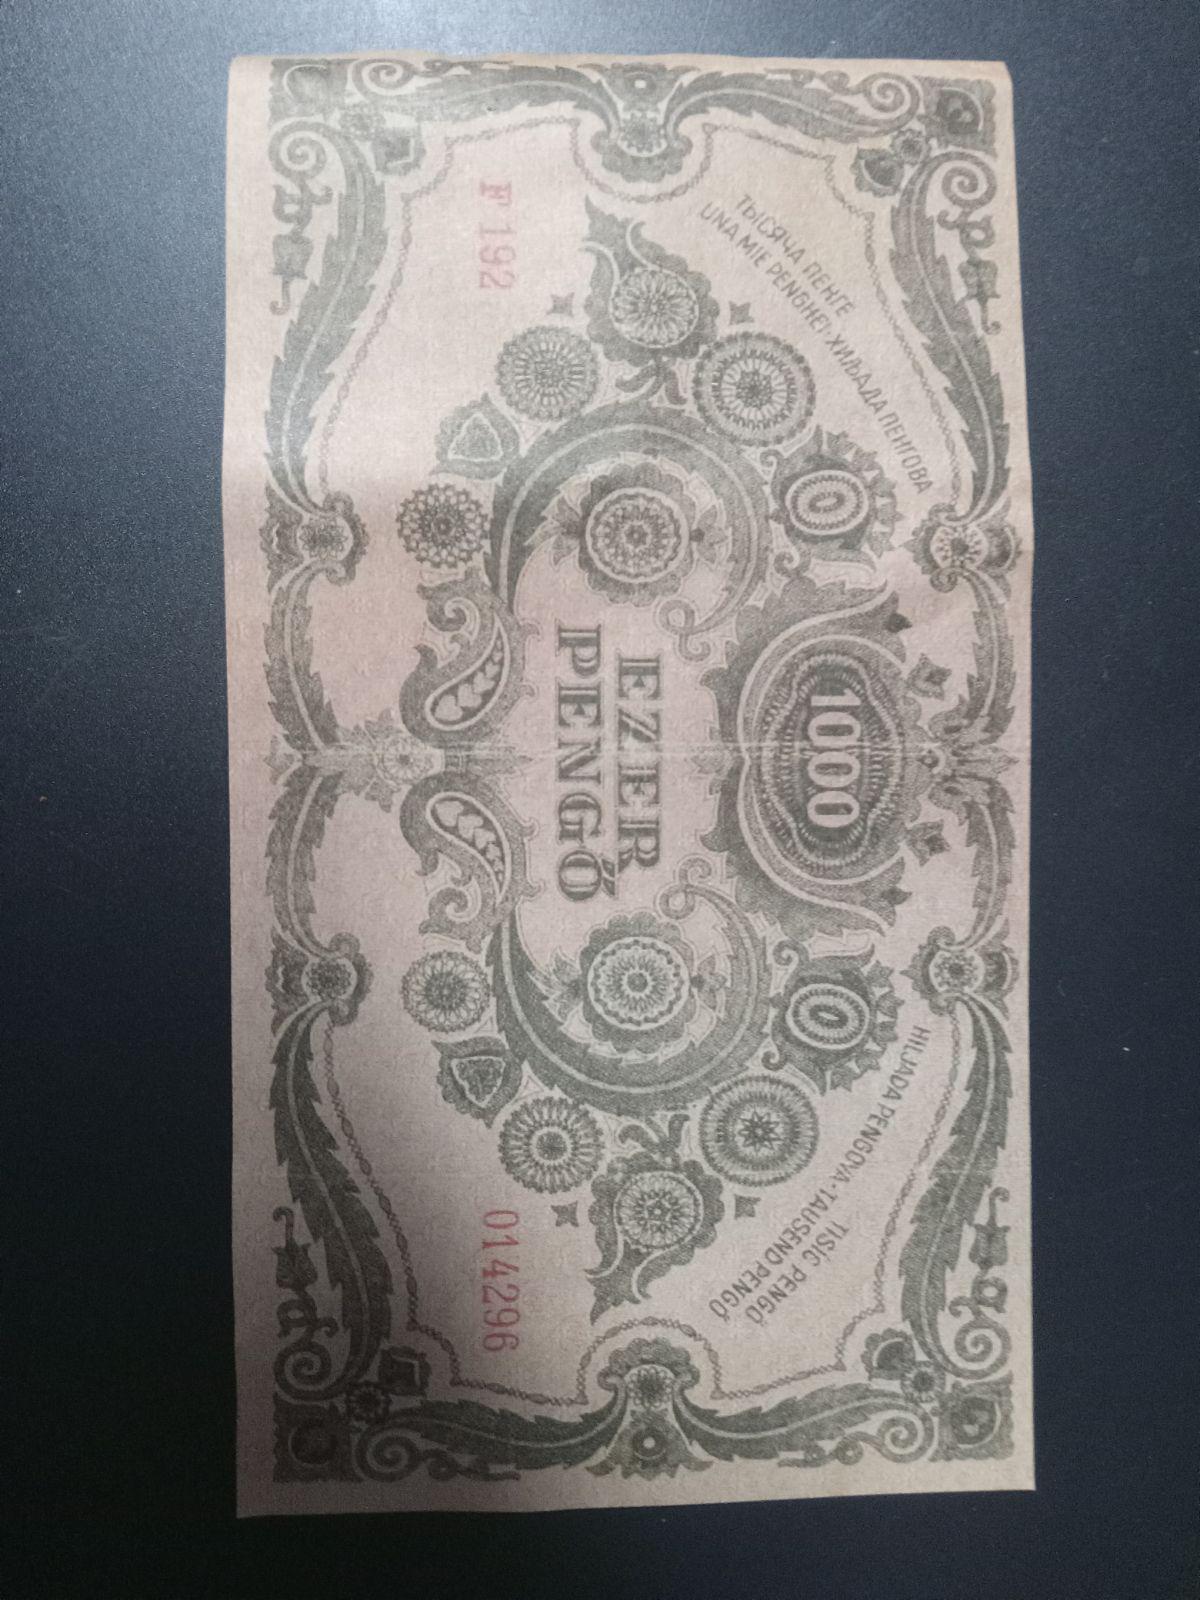 ТЫСЯЧА ПЕНГЕ
UNA MIE PENGHEI·ХИЉАДА ПЕНГОВА
1000
HILJADA PENGOVA·TAUSEND PENGŐ
TISÍC PENGŐ
EZER
PENGŐ
F 192
014296